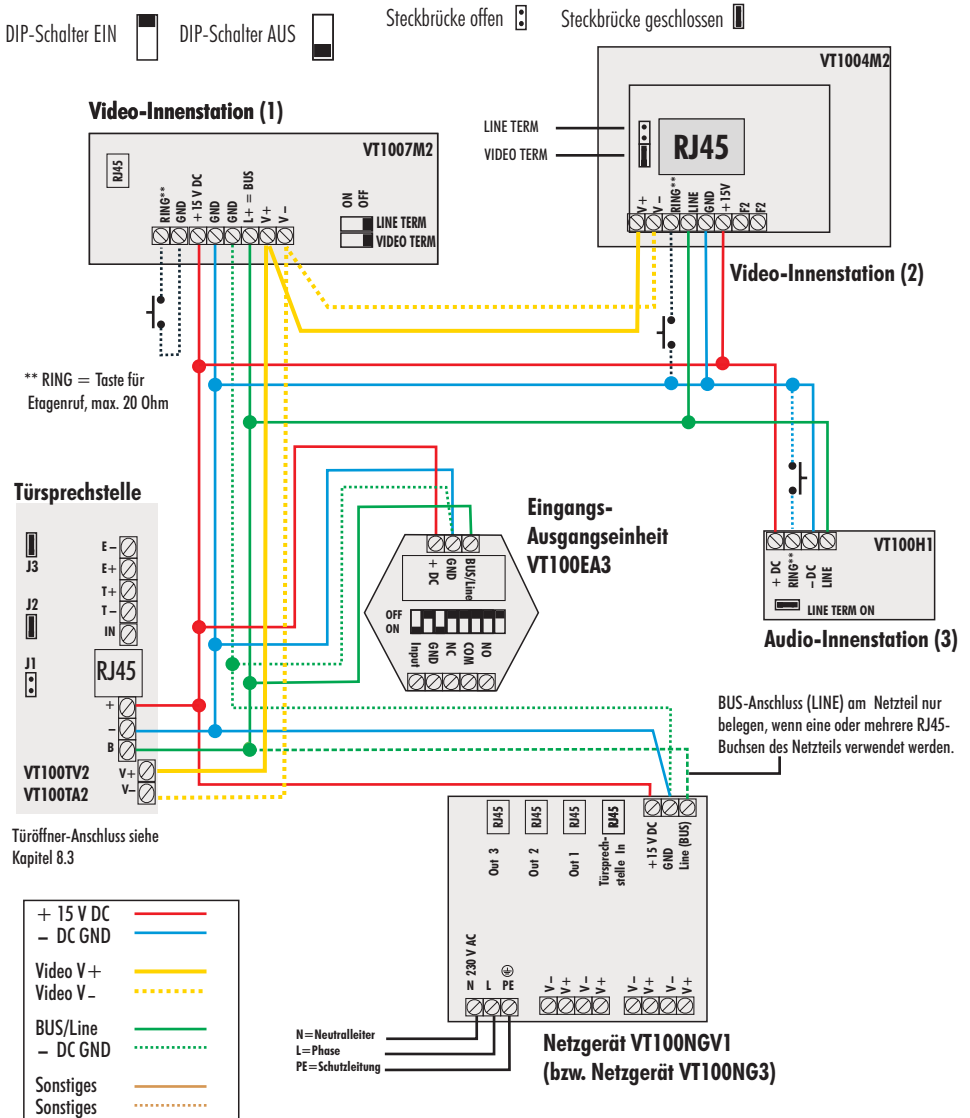 DIP-Schalter EIN
DIP-Schalter AUS
Steckbrücke offen
Steckbrücke geschlossen
Video-Innenstation (1)
VT1007M2
RJ45
RING**
GND
+ 15 V DC
GND
GND
L+ = BUS
V+
V-
ON
OFF
LINE TERM
VIDEO TERM
VT1004M2
LINE TERM
VIDEO TERM
RJ45
V+
V-
RING**
LINE
GND
+15V
F2
F2
Video-Innenstation (2)
** RING = Taste für
Etagenruf, max. 20 Ohm
Türsprechstelle
J3
J2
J1
E-
E+
T+
T-
IN
RJ45
+
-
B
V+
V-
VT100TV2
VT100TA2
Türöffner-Anschluss siehe
Kapitel 8.3
Eingangs-
Ausgangseinheit
VT100EA3
+ DC
GND
BUS/Line
OFF
ON
Input
GND
NC
COM
NO
VT100H1
+ DC
RING**
-DC
LINE
LINE TERM ON
Audio-Innenstation (3)
BUS-Anschluss (LINE) am Netzteil nur
belegen, wenn eine oder mehrere RJ45-
Buchsen des Netzteils verwendet werden.
RJ45
RJ45
RJ45
RJ45
Out 3
Out 2
Out 1
Türsprech-
stelle In
+15 V DC
GND
Line (BUS)
230 V AC
N
L
PE
V-
V+
V-
V+
V-
V+
V-
V+
N=Neutralleiter
L=Phase
PE=Schutzleitung
Netzgerät VT100NGV1
(bzw. Netzgerät VT100NG3)
+ 15 V DC
– DC GND
Video V+
Video V–
BUS/Line
– DC GND
Sonstiges
Sonstiges